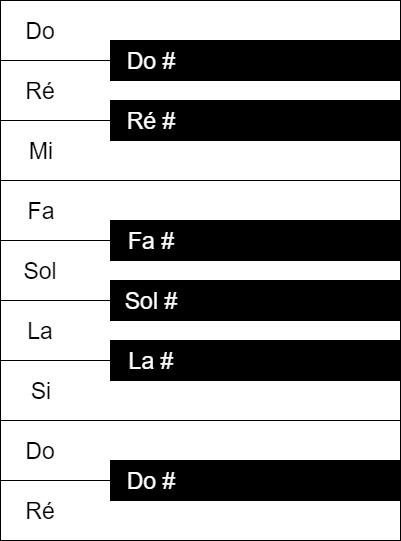 Do
Do #
Ré
Ré #
Mi
Fa
Fa #
Sol
Sol #
La
La #
Si
Do
Do #
Ré